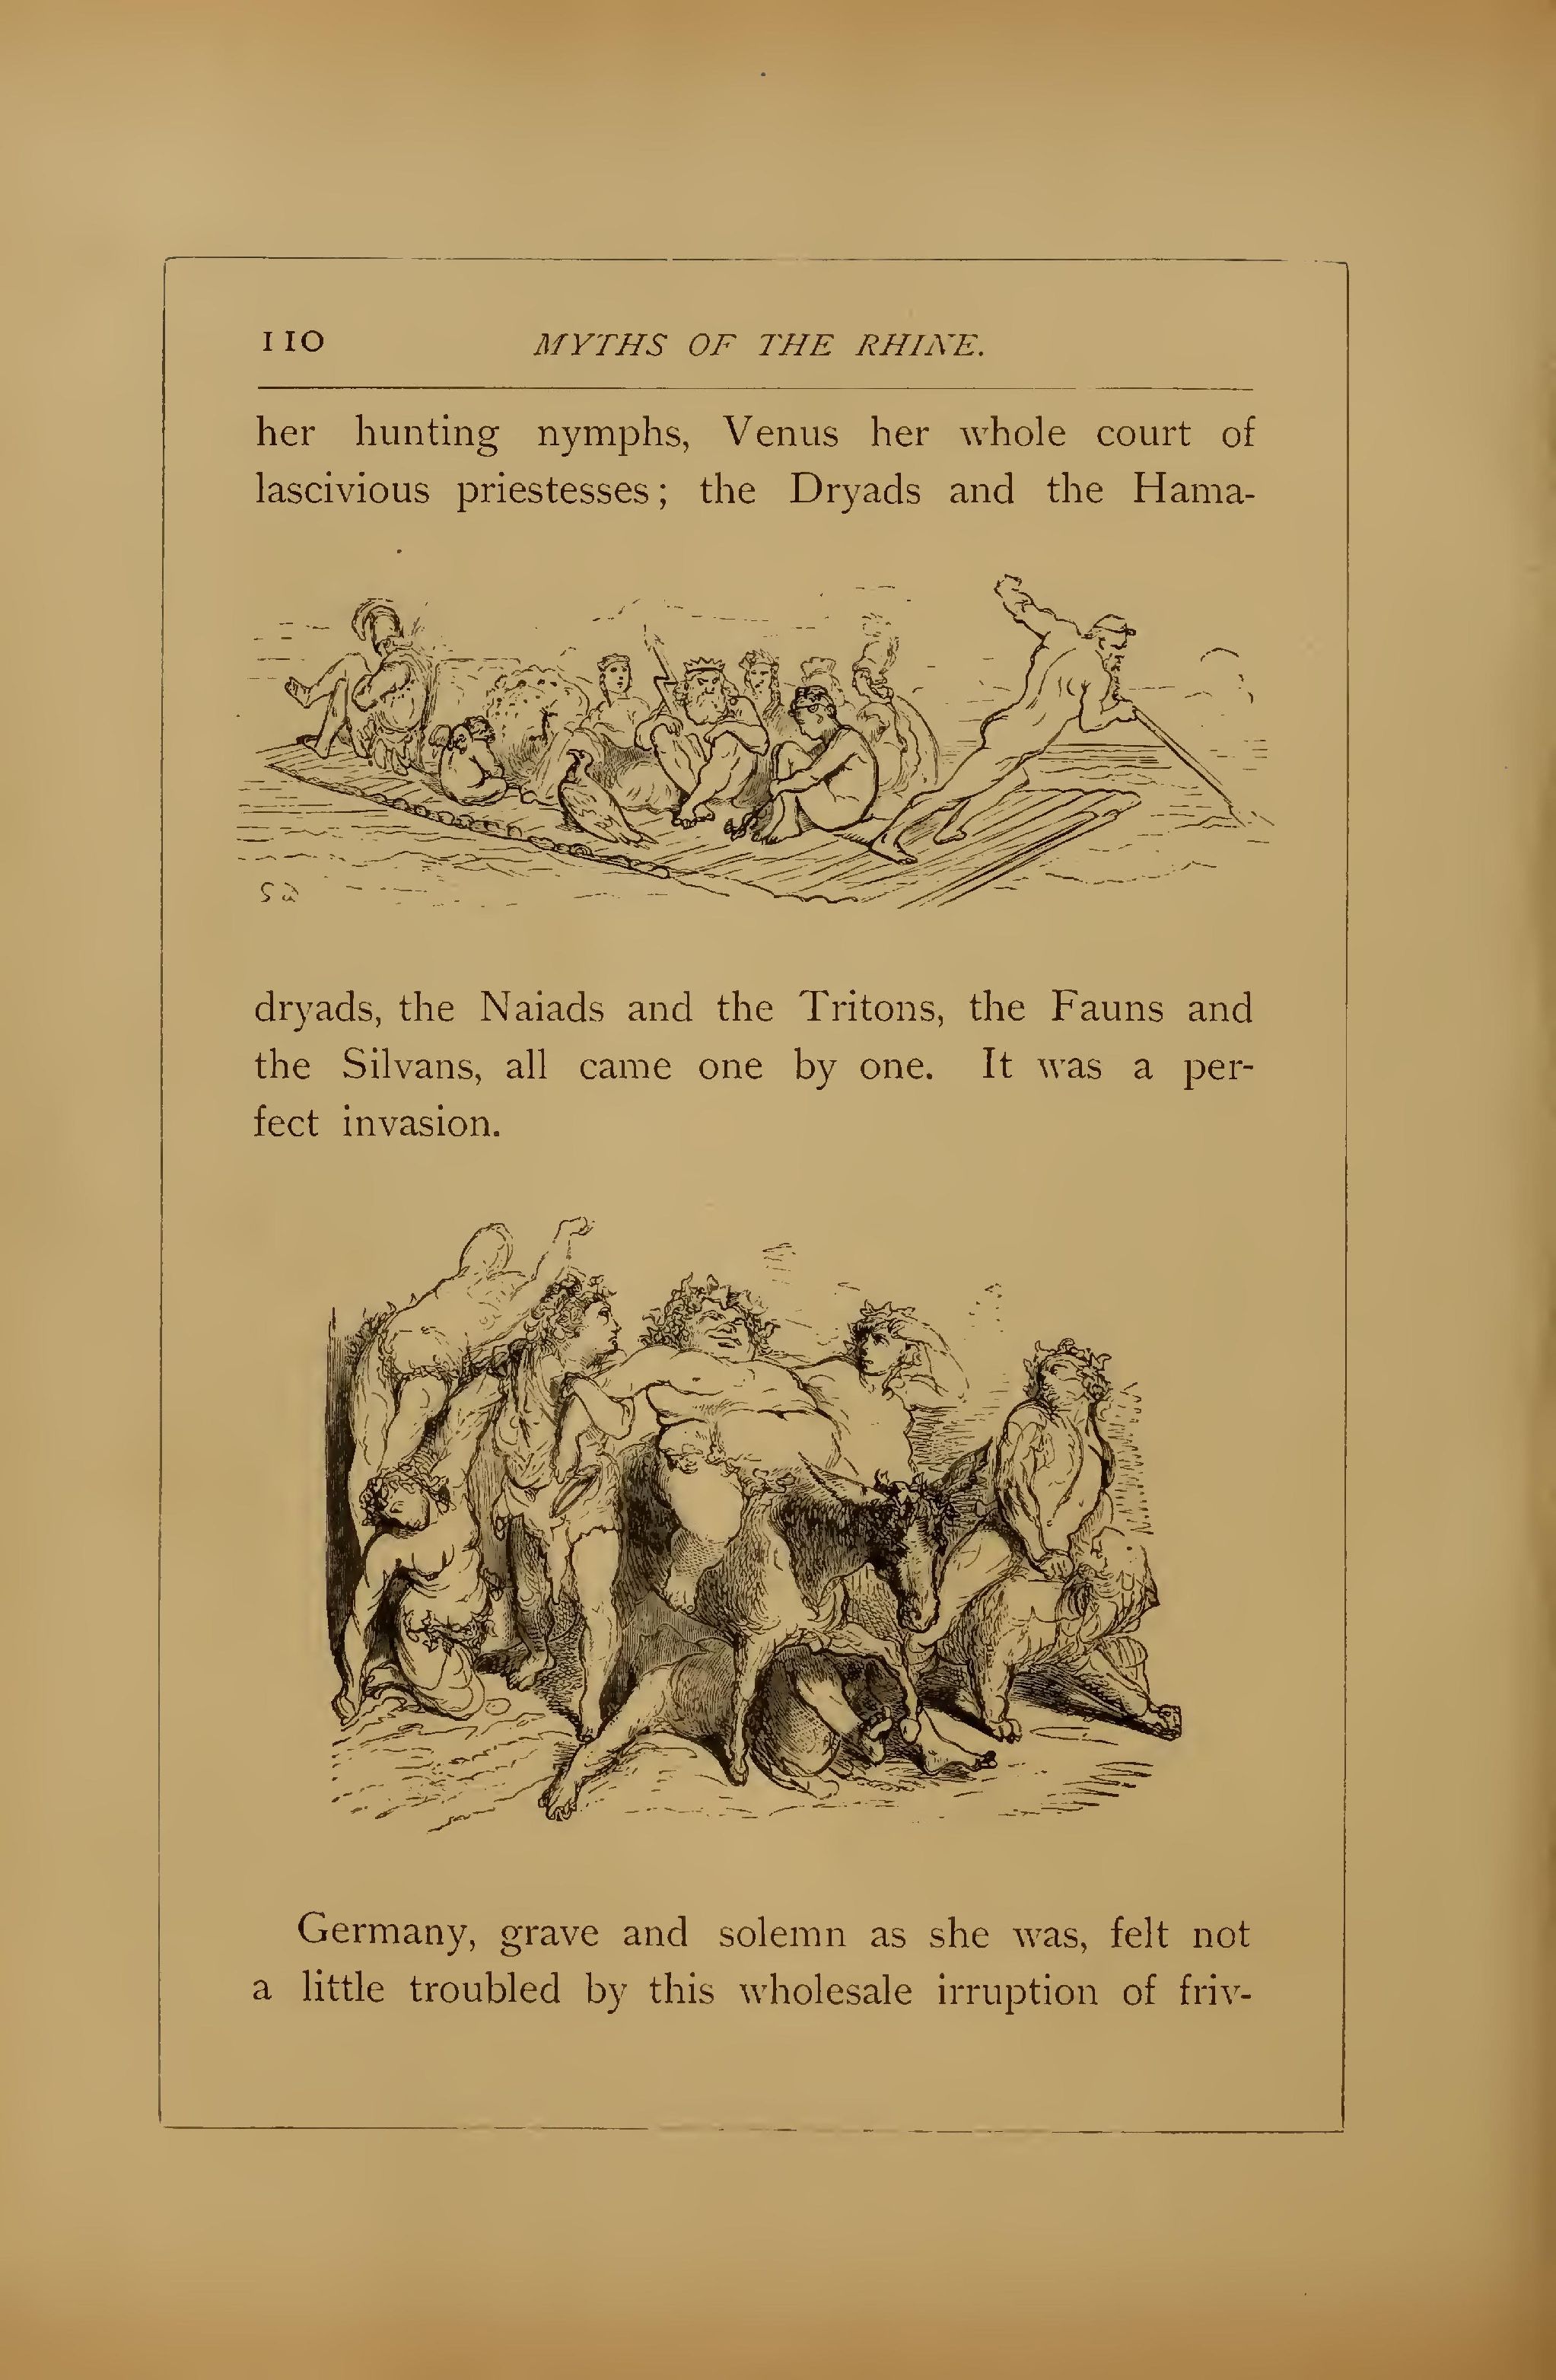 110 MYTHS OF THE RHINE.
her hunting nymphs, Venus her whole court of
lascivious priestesses; the Dryads and the Hama-
dryads, the Naiads and the Tritons, the Fauns and
the Silvans, all came one by one. It was a per-
fect invasion.
Germany, grave and solemn as she was, felt not
a little troubled by this wholesale irruption of friv-